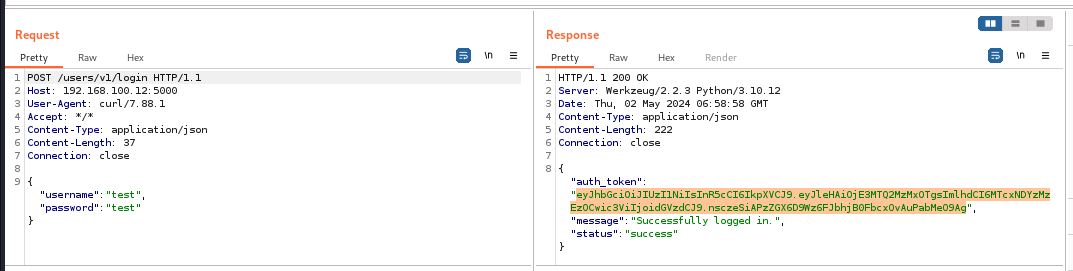 Request
Pretty Raw Hex
\n
1 POST /users/v1/login HTTP/1.1
2 Host: 192.168.100.12:5000
3 User-Agent: curl/7.88.1
4 Accept: */*
5 Content-Type: application/json
6 Content-Length: 37
7 Connection: close
8
9 {
"username":"test",
"password":"test"
}
Response
Pretty Raw Hex Render
\n
1 HTTP/1.1 200 OK
2 Server: Werkzeug/2.2.3 Python/3.10.12
3 Date: Thu, 02 May 2024 06:58:58 GMT
4 Content-Type: application/json
5 Content-Length: 222
6 Connection: close
7
8 {
"auth_token":
"eyJhbGciOiJIUzI1NiIsInR5cCI6IkpXVCJ9.eyJleHAiOjE3MTQ2MzMxOTgsImlhdCI6MTcxNDYzMz
EzOCwic3ViIjoidGVzdCJ9.nsczeSiAPzZGX6D9Wz6FJbhjB0FbcxOvAuPabMeO9Ag",
"message":"Successfully logged in.",
"status":"success"
}